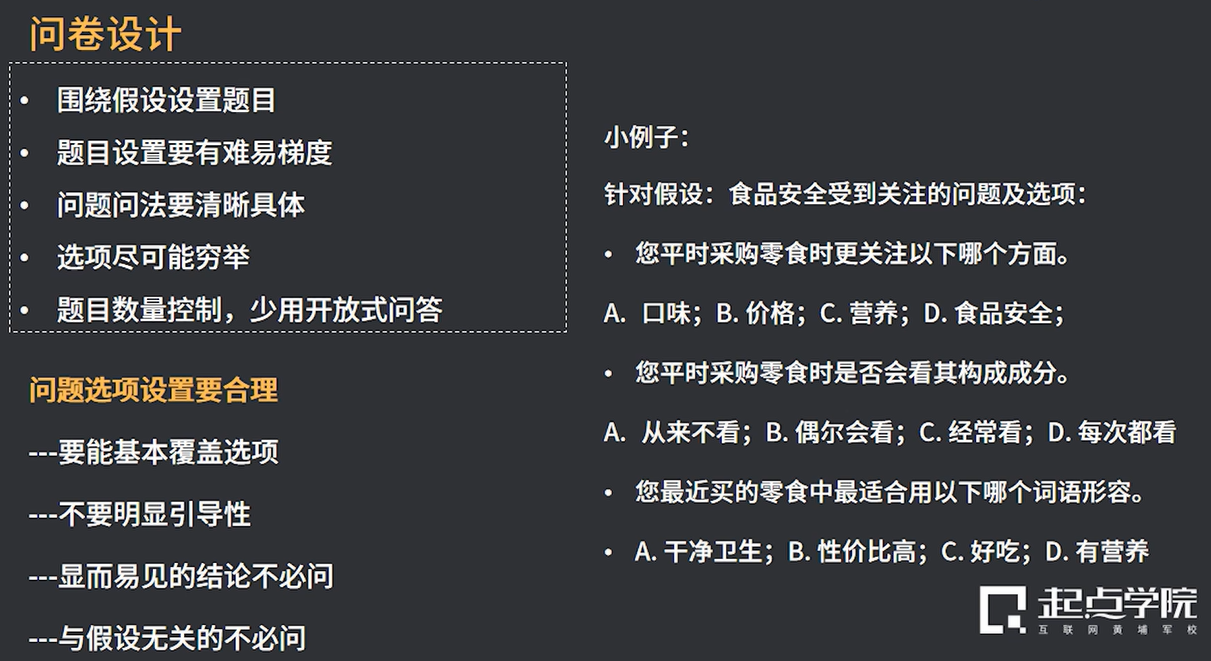 问卷设计
• 围绕假设设置题目
• 题目设置要有难易梯度
• 问题问法要清晰具体
• 选项尽可能穷举
• 题目数量控制，少用开放式问答
问题选项设置要合理
---要能基本覆盖选项
---不要明显引导性
---显而易见的结论不必问
---与假设无关的不必问
小例子：
针对假设：食品安全受到关注的问题及选项：
• 您平时采购零食时更关注以下哪个方面。
A. 口味；B. 价格；C. 营养；D. 食品安全；
• 您平时采购零食时是否会看其构成成分。
A. 从来不看；B. 偶尔会看；C. 经常看；D. 每次都看
• 您最近买的零食中最适合用以下哪个词语形容。
• A. 干净卫生；B. 性价比高；C. 好吃；D. 有营养
起点学院
互联网黄埔军校